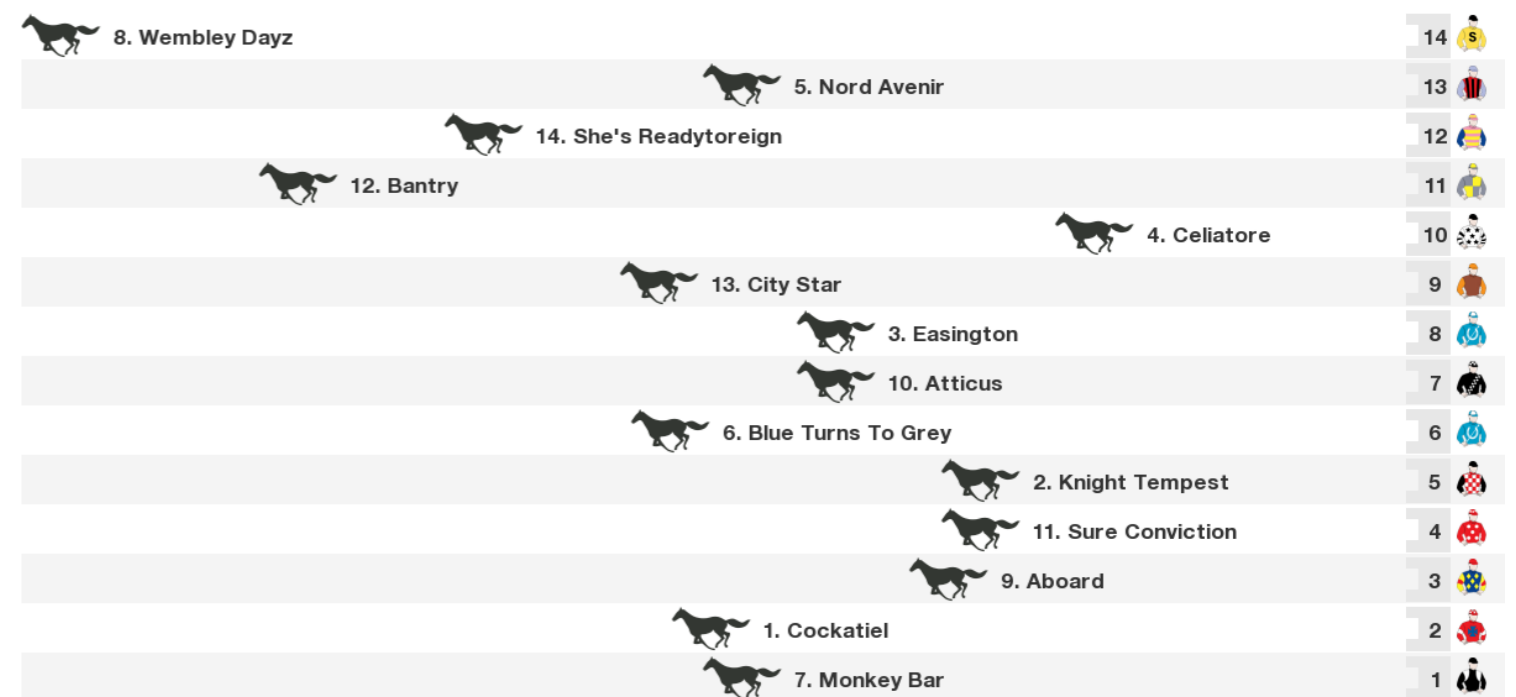 8. Wembley Dayz 14 S
5. Nord Avenir 13
14. She's Readytoreign 12
12. Bantry 11
4. Celiatore 10
13. City Star 9
3. Easington 8
10. Atticus 7
6. Blue Turns To Grey 6
2. Knight Tempest 5
11. Sure Conviction 4
9. Aboard 3
1. Cockatiel 2
7. Monkey Bar 1